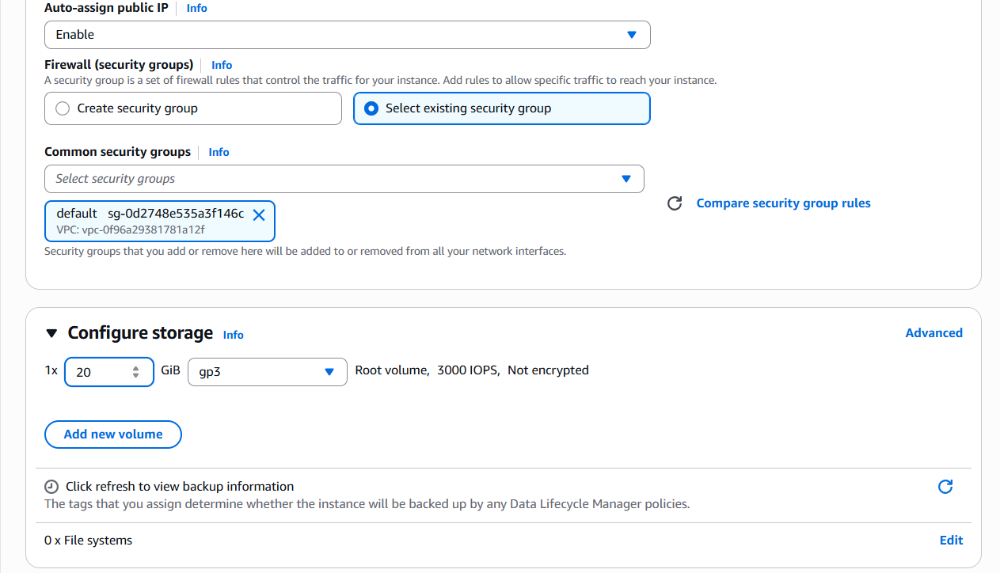 Auto-assign public IP Info
Enable
Firewall (security groups) Info
A security group is a set of firewall rules that control the traffic for your instance. Add rules to allow specific traffic to reach your instance.
Create security group Select existing security group
Common security groups Info
Select security groups
default sg-0d2748e535a3f146c
VPC: vpc-0f96a29381781a12f
Compare security group rules
Security groups that you add or remove here will be added to or removed from all your network interfaces.
Configure storage Info Advanced
1x 20 GiB gp3 Root volume, 3000 IOPS, Not encrypted
Add new volume
Click refresh to view backup information
The tags that you assign determine whether the instance will be backed up by any Data Lifecycle Manager policies.
0 x File systems Edit